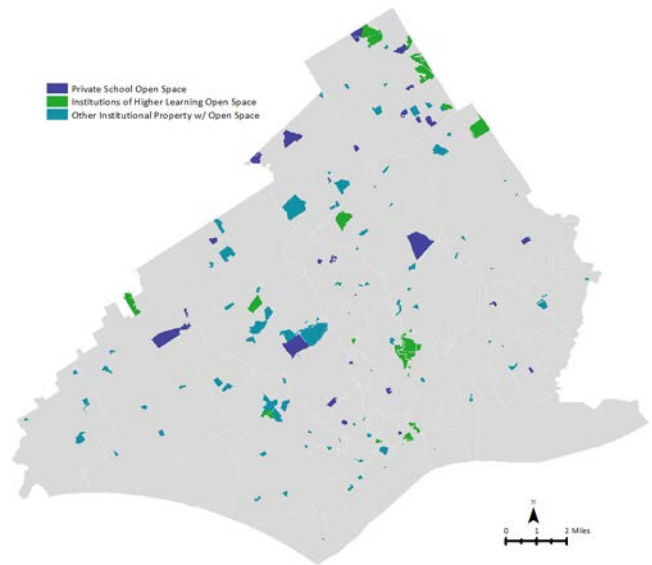 Private School Open Space
Institutions of Higher Learning Open Space
Other Institutional Property w/ Open Space
N
0 1 2 Miles